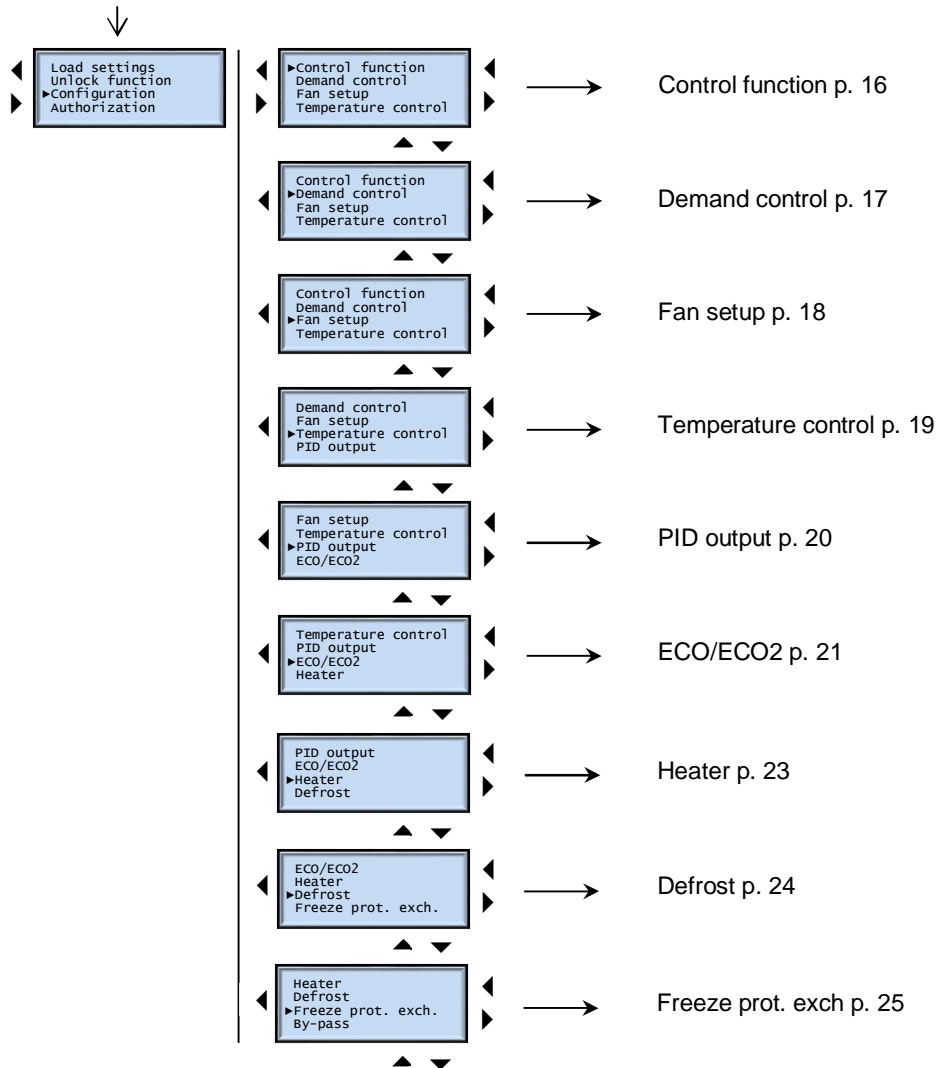 Load settings
Unlock function
►Configuration
Authorization
►Control function
Demand control
Fan setup
Temperature control
Control function p. 16
Control function
►Demand control
Fan setup
Temperature control
Demand control p. 17
Control function
Demand control
►Fan setup
Temperature control
Fan setup p. 18
Demand control
Fan setup
►Temperature control
PID output
Temperature control p. 19
Fan setup
Temperature control
►PID output
ECO/ECO2
PID output p. 20
Temperature control
PID output
►ECO/ECO2
Heater
ECO/ECO2 p. 21
PID output
ECO/ECO2
►Heater
Defrost
Heater p. 23
ECO/ECO2
Heater
►Defrost
Freeze prot. exch.
Defrost p. 24
Heater
Defrost
►Freeze prot. exch.
By-pass
Freeze prot. exch p. 25